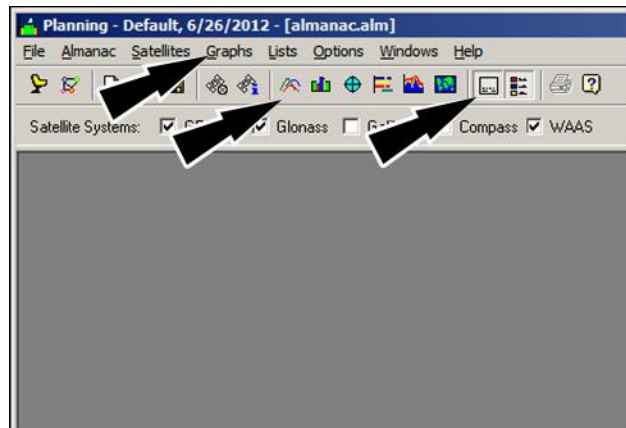 Planning - Default, 6/26/2012 - [almanac.alm]
File Almanac Satellites Graphs Lists Options Windows Help
Satellite Systems: Glonass Compass WAAS